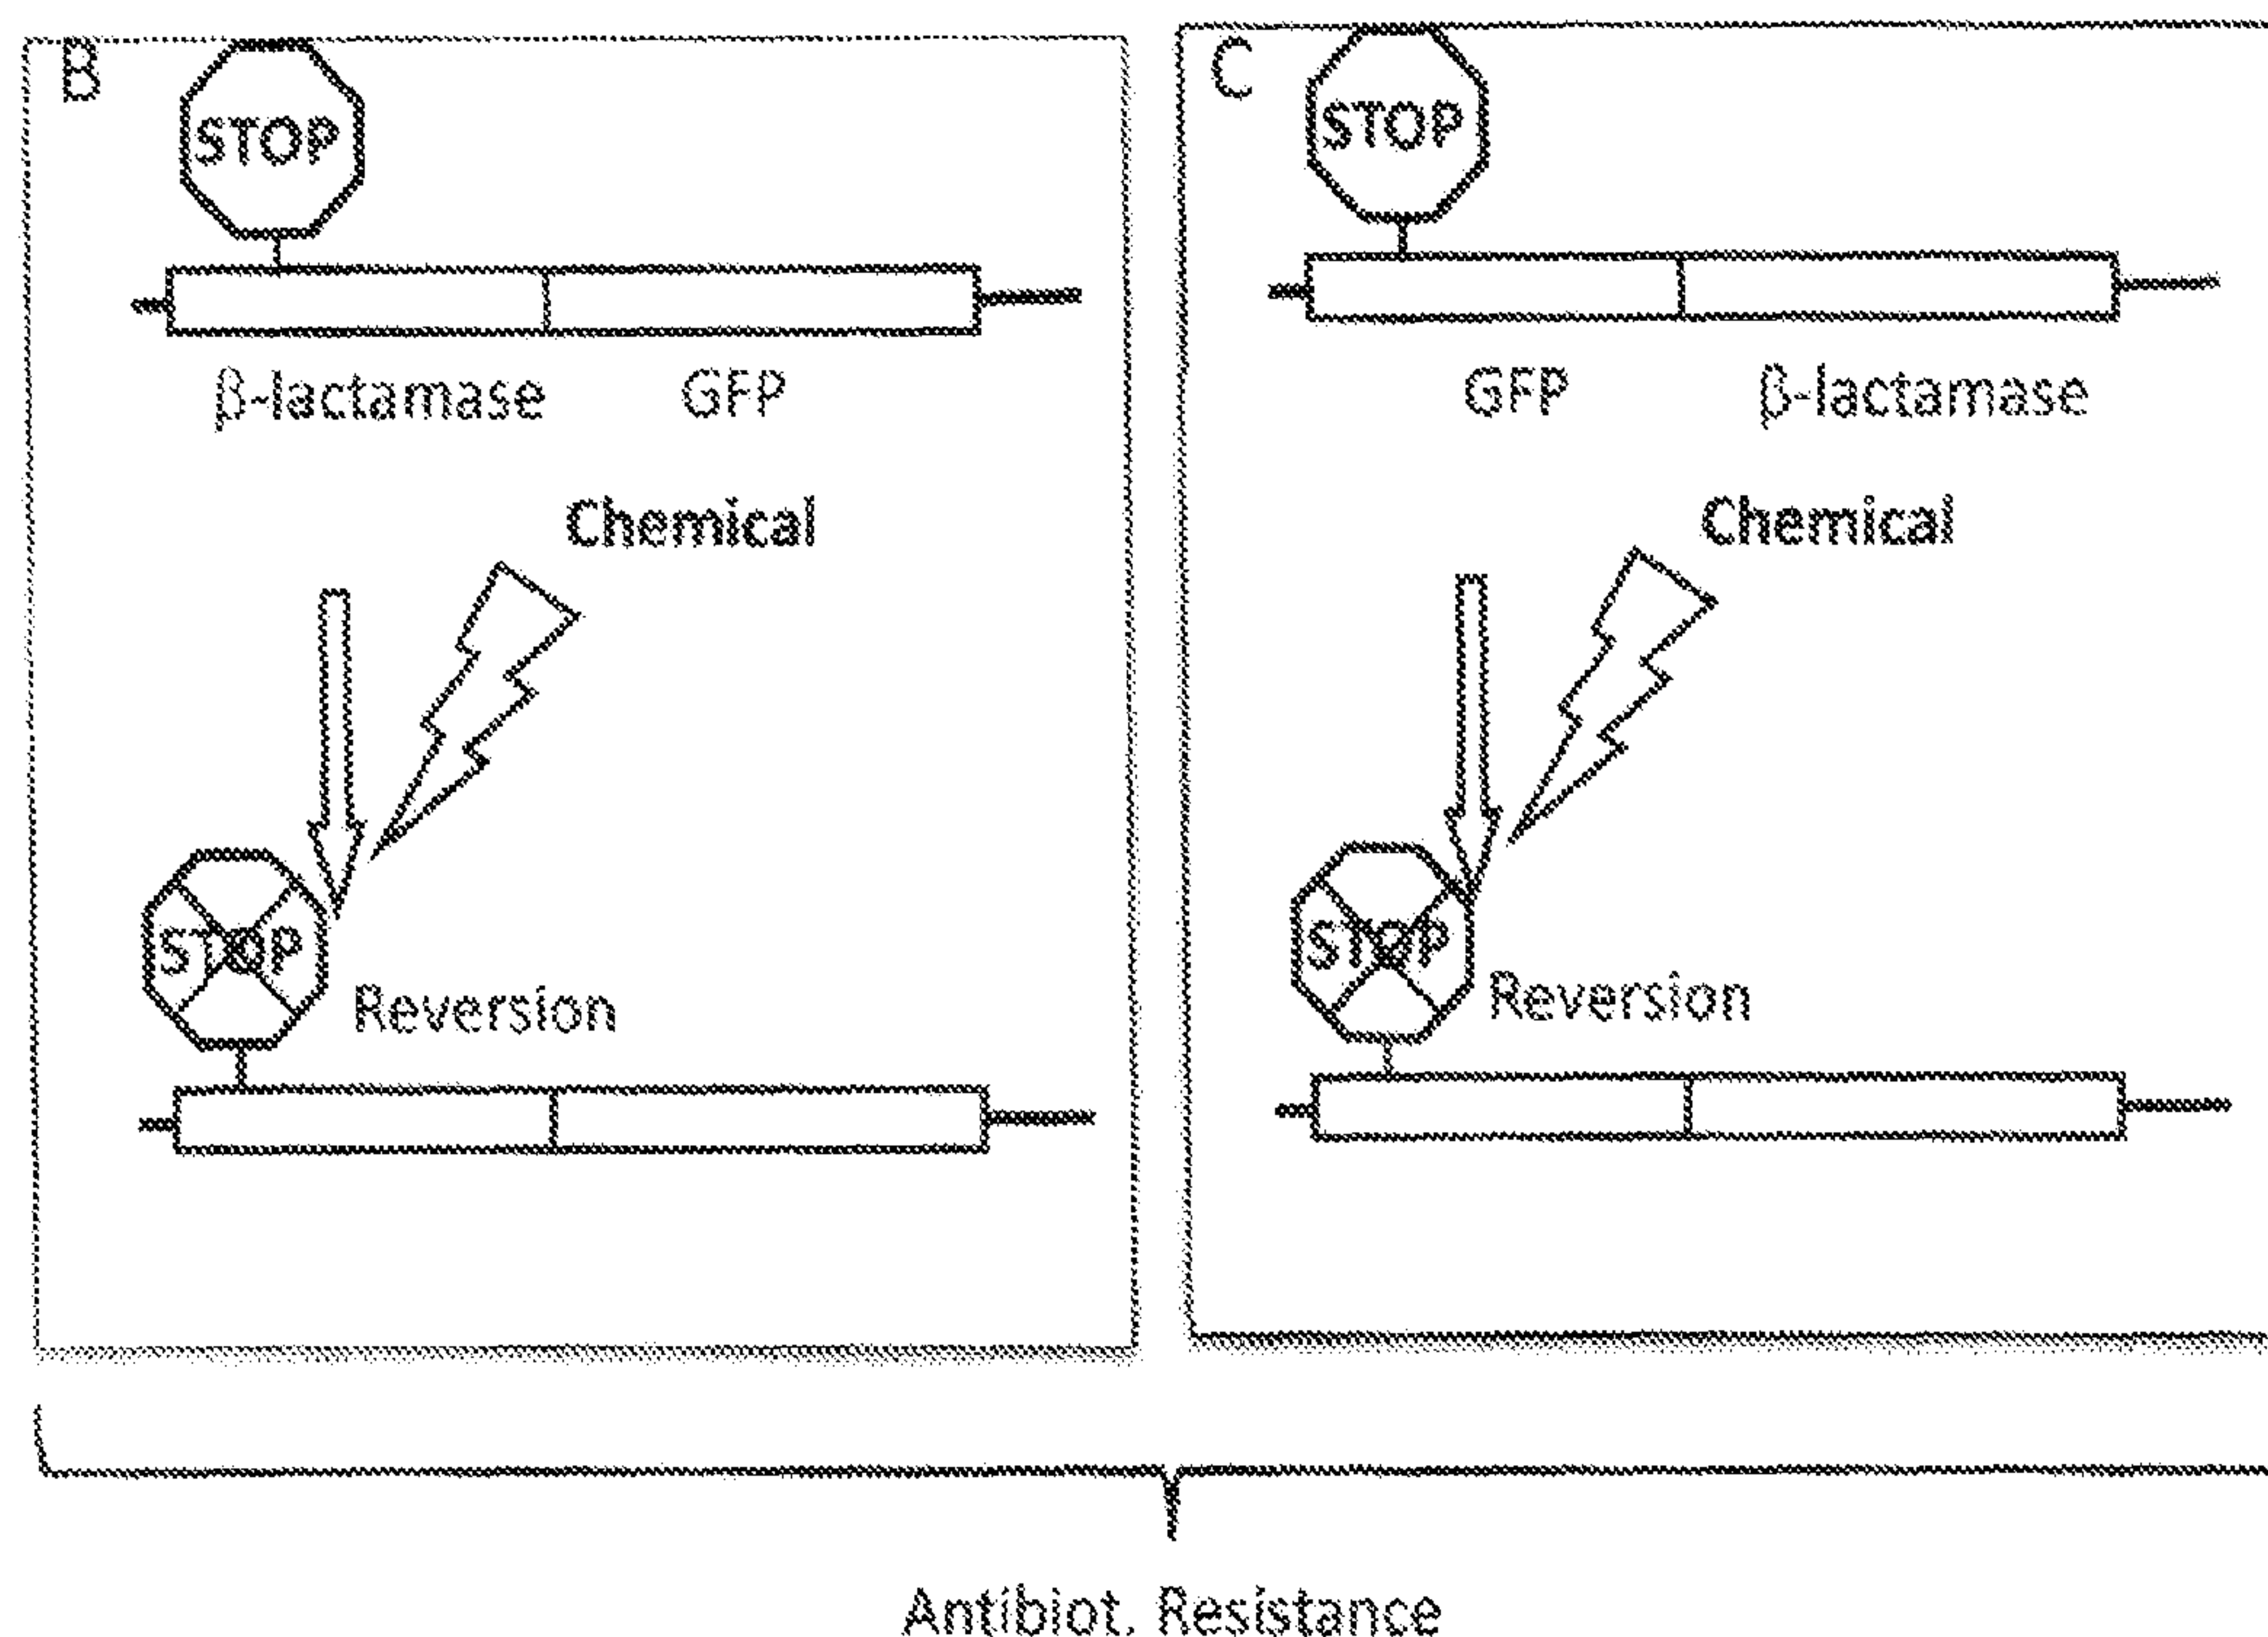 B
STOP
β-lactamase GFP
Chemical
STOP
Reversion
C
STOP
GFP β-lactamase
Chemical
STOP
Reversion
Antibiot. Resistance